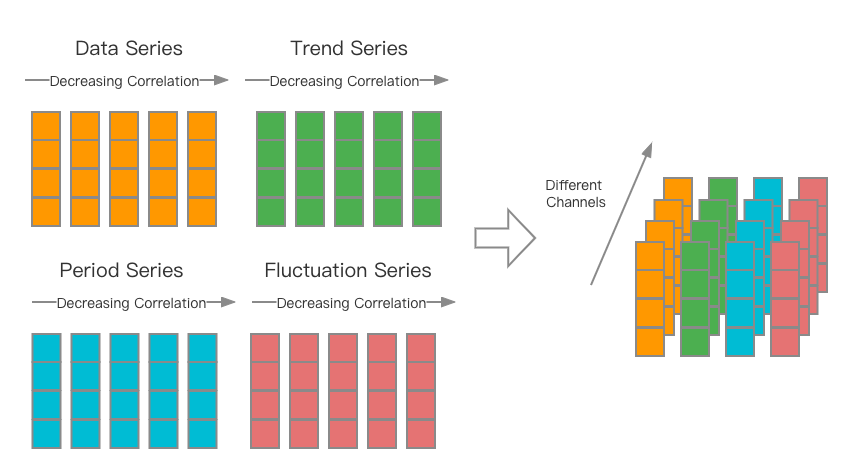 Data Series
Decreasing Correlation
Trend Series
Decreasing Correlation
Period Series
Decreasing Correlation
Fluctuation Series
Decreasing Correlation
Different
Channels